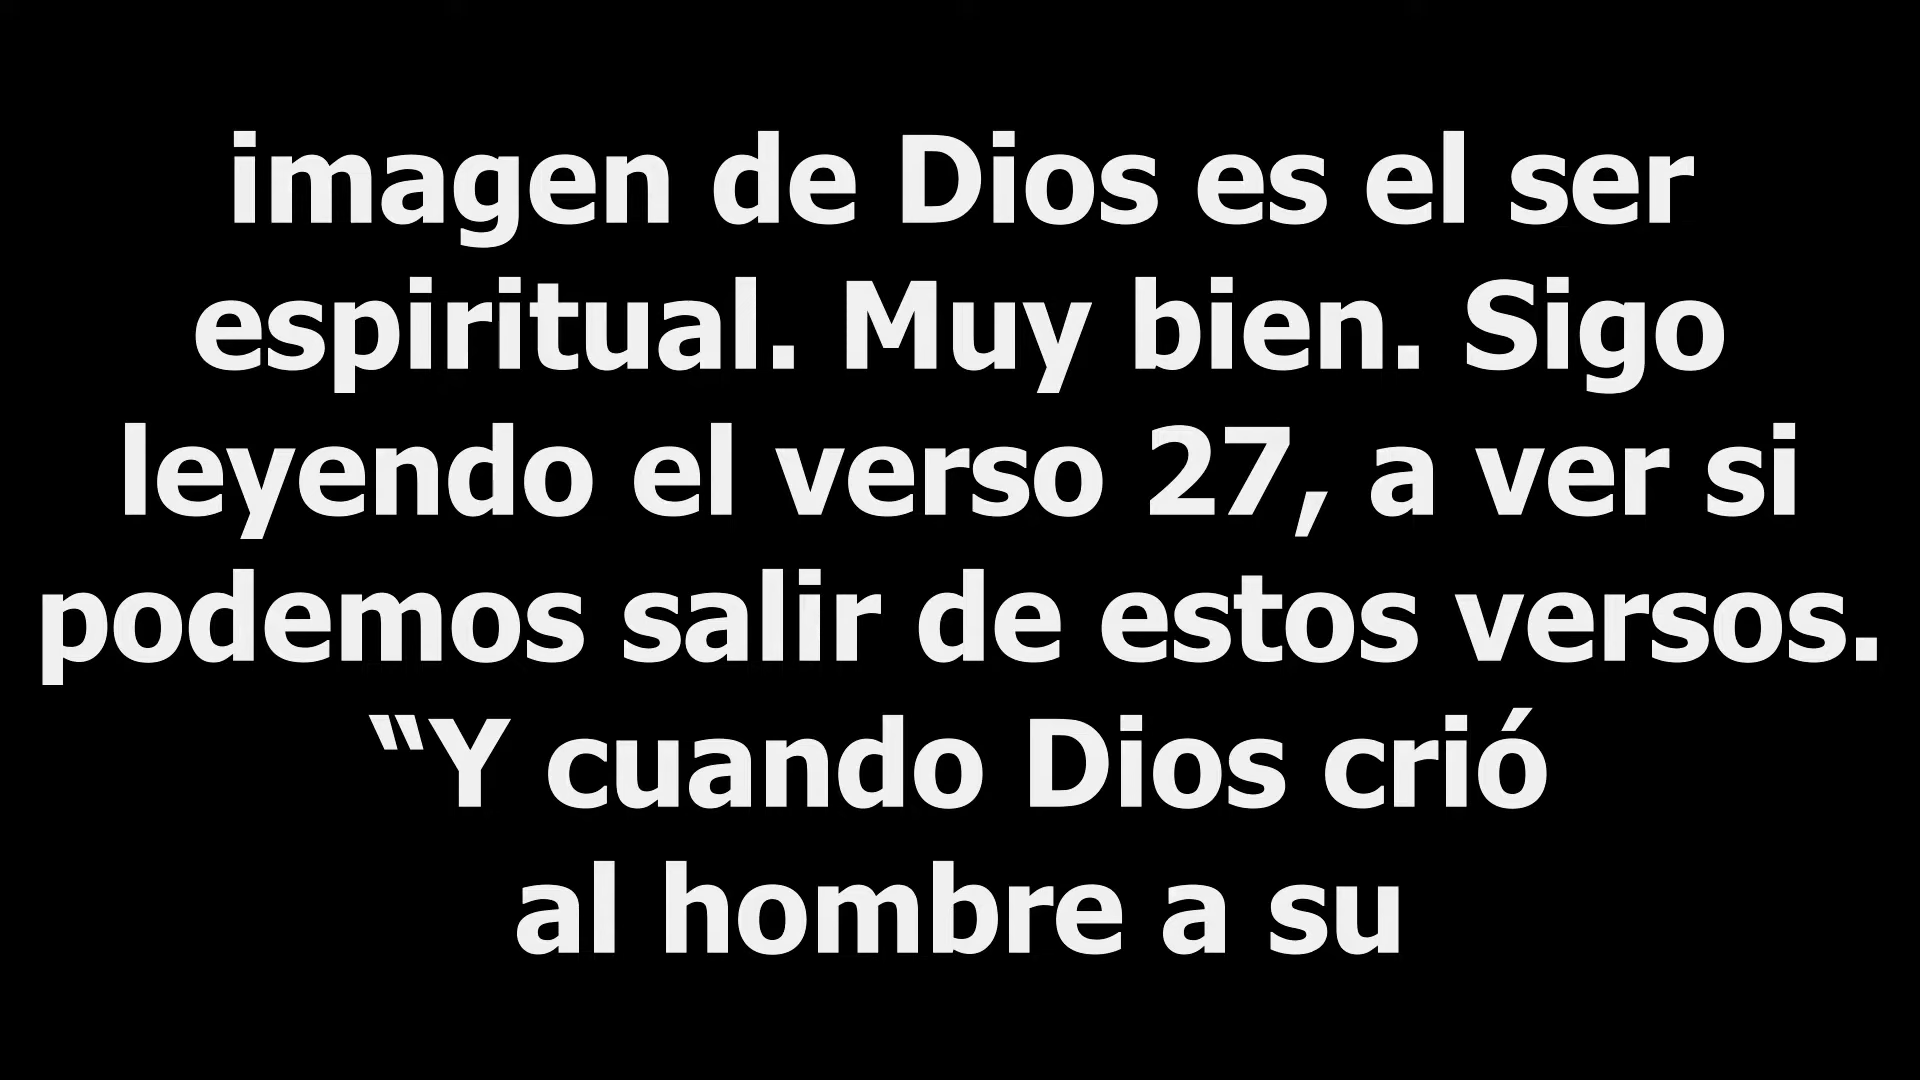 imagen de Dios es el ser
espiritual. Muy bien. Sigo
leyendo el verso 27, a ver si
podemos salir de estos versos.
“Y cuando Dios crió
al hombre a su